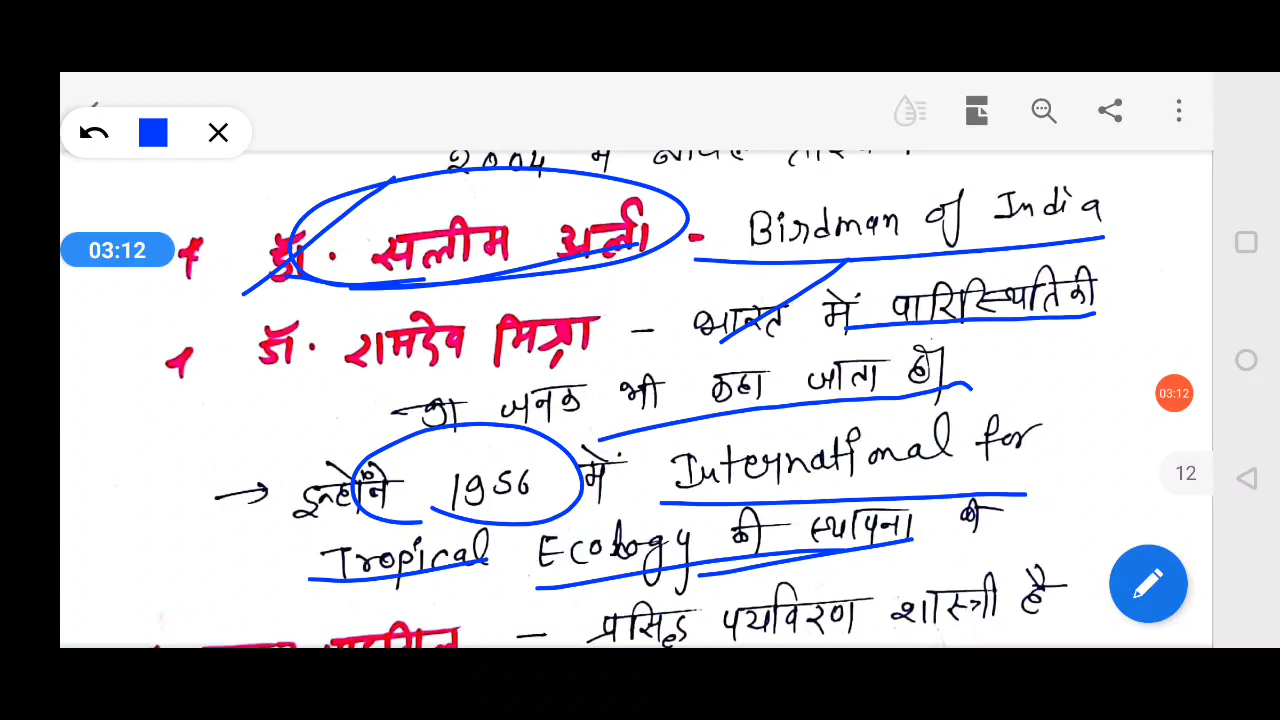 2004 में
03:12
डॉ. सलीम अली - Birdman of India
डॉ. रामदेव मिश्रा - भारत में पारिस्थितिकी
का जनक भी कहा जाता है।
03:12
→ इन्होने 1956 में International for
12
Tropical Ecology की स्थापना की
- प्रसिद्ध पर्यावरण शास्त्री है